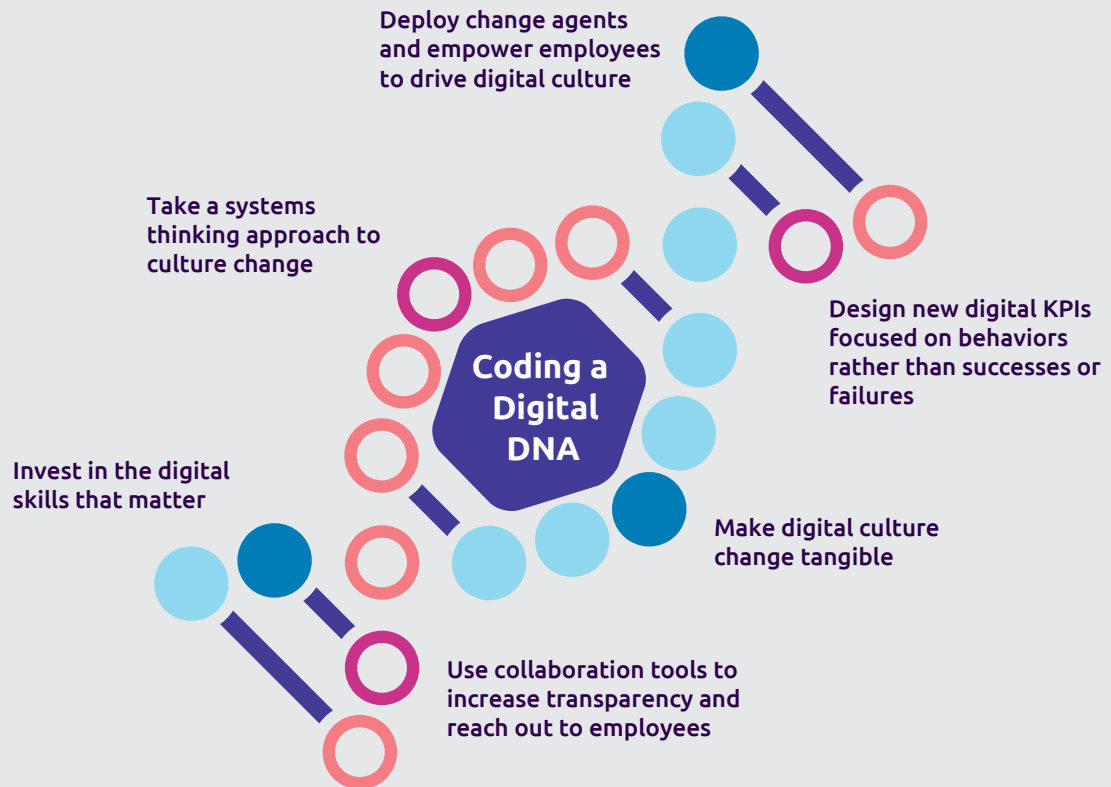 Deploy change agents
and empower employees
to drive digital culture
Take a systems
thinking approach to
culture change
Design new digital KPIs
focused on behaviors
rather than successes or
failures
Coding a
Digital
DNA
Invest in the digital
skills that matter
Make digital culture
change tangible
Use collaboration tools to
increase transparency and
reach out to employees